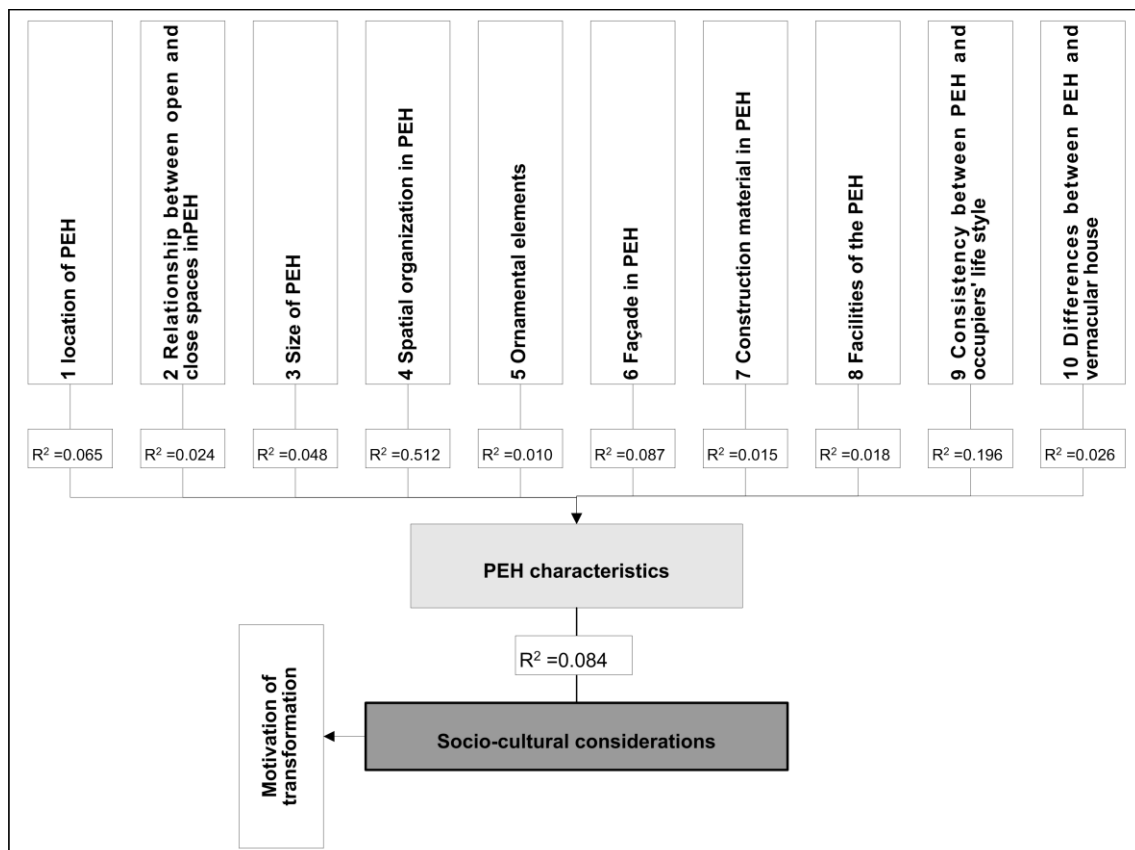 1 location of PEH
2 Relationship between open and
close spaces inPEH
3 Size of PEH
4 Spatial organization in PEH
5 Ornamental elements
6 Façade in PEH
7 Construction material in PEH
8 Facilities of the PEH
9 Consistency between PEH and
occupiers' life style
10 Differences between PEH and
vernacular house
R² =0.065
R² =0.024
R² =0.048
R² =0.512
R² =0.010
R² =0.087
R² =0.015
R² =0.018
R² =0.196
R² =0.026
PEH characteristics
R² =0.084
Motivation of
transformation
Socio-cultural considerations